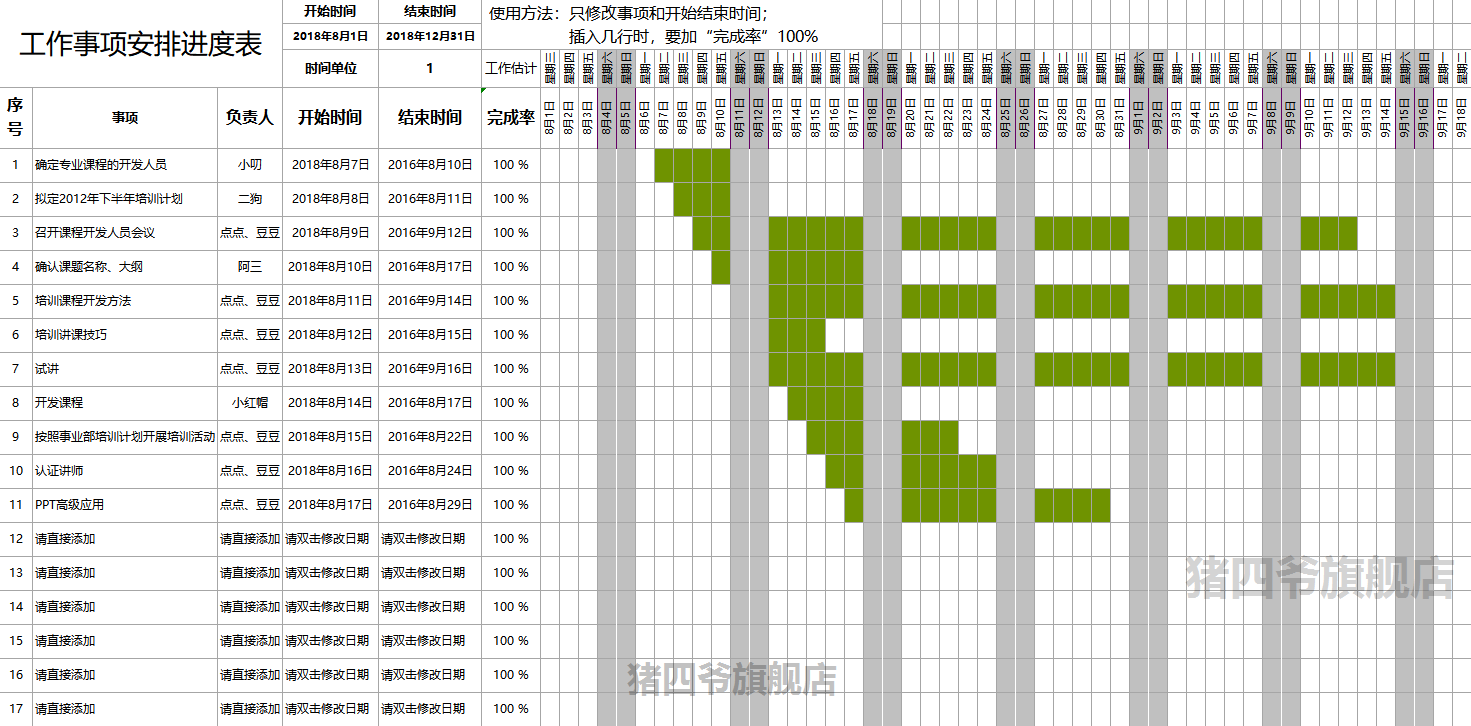 工作事项安排进度表
开始时间 结束时间 使用方法：只修改事项和开始结束时间；
2018年8月1日 2018年12月31日 插入几行时，要加“完成率”100%
时间单位 1 工作估计 星期三 星期四 星期五 星期六 星期日 星期一 星期二 星期三 星期四 星期五 星期六 星期日 星期一 星期二 星期三 星期四 星期五 星期六 星期日 星期一 星期二 星期三 星期四 星期五 星期六 星期日 星期一 星期二 星期三 星期四 星期五 星期六 星期日 星期一 星期二 星期三 星期四 星期五 星期六 星期日 星期一 星期二 星期三 星期四 星期五 星期六 星期日 星期一 星期二
序号 事项 负责人 开始时间 结束时间 完成率 8月1日 8月2日 8月3日 8月4日 8月5日 8月6日 8月7日 8月8日 8月9日 8月10日 8月11日 8月12日 8月13日 8月14日 8月15日 8月16日 8月17日 8月18日 8月19日 8月20日 8月21日 8月22日 8月23日 8月24日 8月25日 8月26日 8月27日 8月28日 8月29日 8月30日 8月31日 9月1日 9月2日 9月3日 9月4日 9月5日 9月6日 9月7日 9月8日 9月9日 9月10日 9月11日 9月12日 9月13日 9月14日 9月15日 9月16日 9月17日 9月18日
1 确定专业课程的开发人员 小叨 2018年8月7日 2016年8月10日 100 %
2 拟定2012年下半年培训计划 二狗 2018年8月8日 2016年8月11日 100 %
3 召开课程开发人员会议 点点、豆豆 2018年8月9日 2016年9月12日 100 %
4 确认课题名称、大纲 阿三 2018年8月10日 2016年8月17日 100 %
5 培训课程开发方法 点点、豆豆 2018年8月11日 2016年9月14日 100 %
6 培训讲课技巧 点点、豆豆 2018年8月12日 2016年8月15日 100 %
7 试讲 点点、豆豆 2018年8月13日 2016年9月16日 100 %
8 开发课程 小红帽 2018年8月14日 2016年8月17日 100 %
9 按照事业部培训计划开展培训活动 点点、豆豆 2018年8月15日 2016年8月22日 100 %
10 认证讲师 点点、豆豆 2018年8月16日 2016年8月24日 100 %
11 PPT高级应用 点点、豆豆 2018年8月17日 2016年8月29日 100 %
12 请直接添加 请直接添加 请双击修改日期 请双击修改日期 100 %
13 请直接添加 请直接添加 请双击修改日期 请双击修改日期 100 %
猪四爷旗舰店
14 请直接添加 请直接添加 请双击修改日期 请双击修改日期 100 %
15 请直接添加 请直接添加 请双击修改日期 请双击修改日期 100 %
16 请直接添加 请直接添加 请双击修改日期 请双击修改日期 100 %
猪四爷旗舰店
17 请直接添加 请直接添加 请双击修改日期 请双击修改日期 100 %